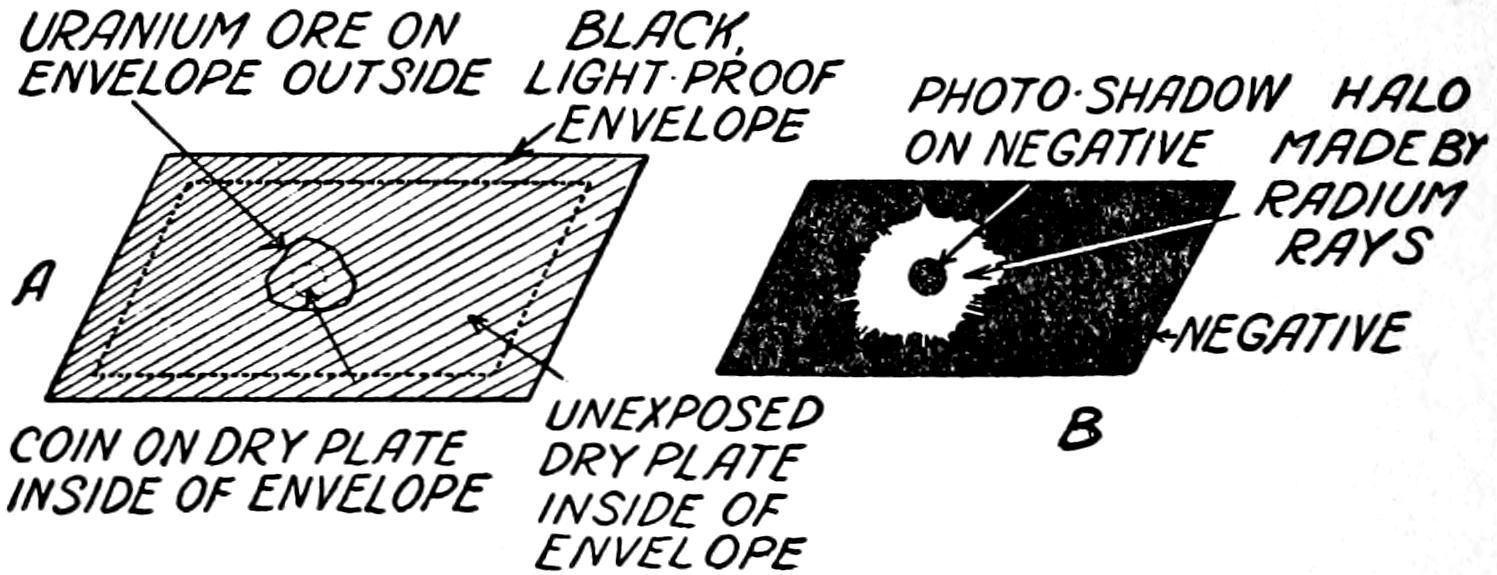 URANIUM ORE ON
ENVELOPE OUTSIDE
BLACK,
LIGHT·PROOF
ENVELOPE
PHOTO·SHADOW
ON NEGATIVE
HALO
MADE BY
RADIUM
RAYS
A
NEGATIVE
COIN ON DRY PLATE
INSIDE OF ENVELOPE
UNEXPOSED
DRY PLATE
INSIDE OF
ENVELOPE
B